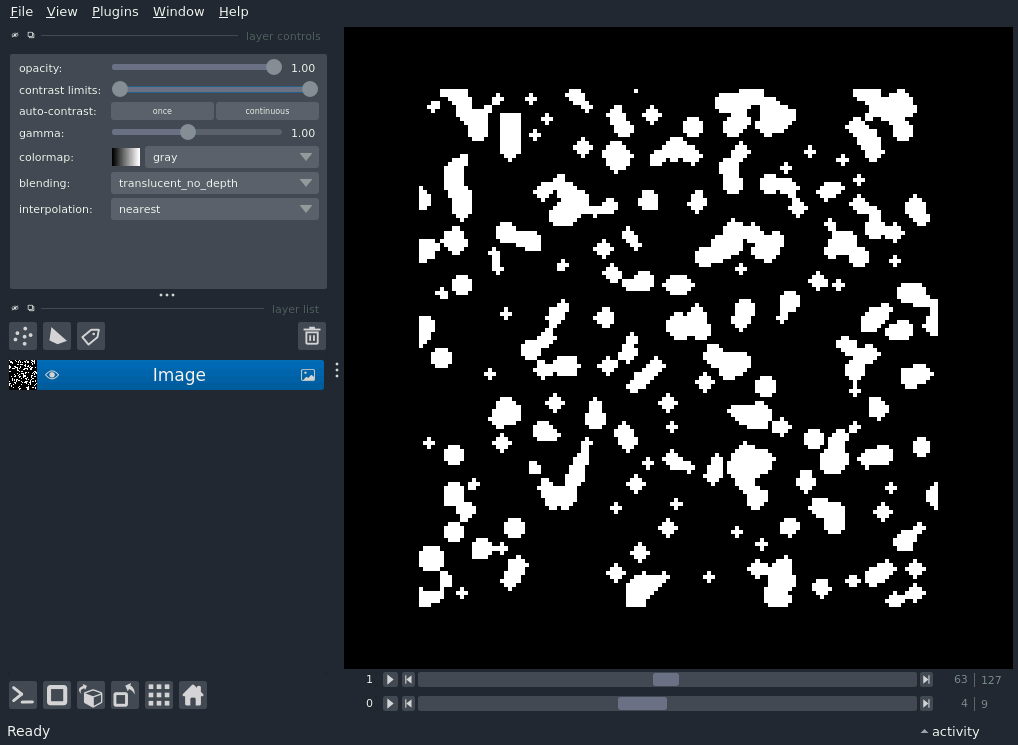 File View Plugins Window Help
layer controls
opacity: 1.00
contrast limits:
auto-contrast: once continuous
gamma: 1.00
colormap: gray
blending: translucent_no_depth
interpolation: nearest
layer list
Image
1 63 127
0 4 9
Ready activity